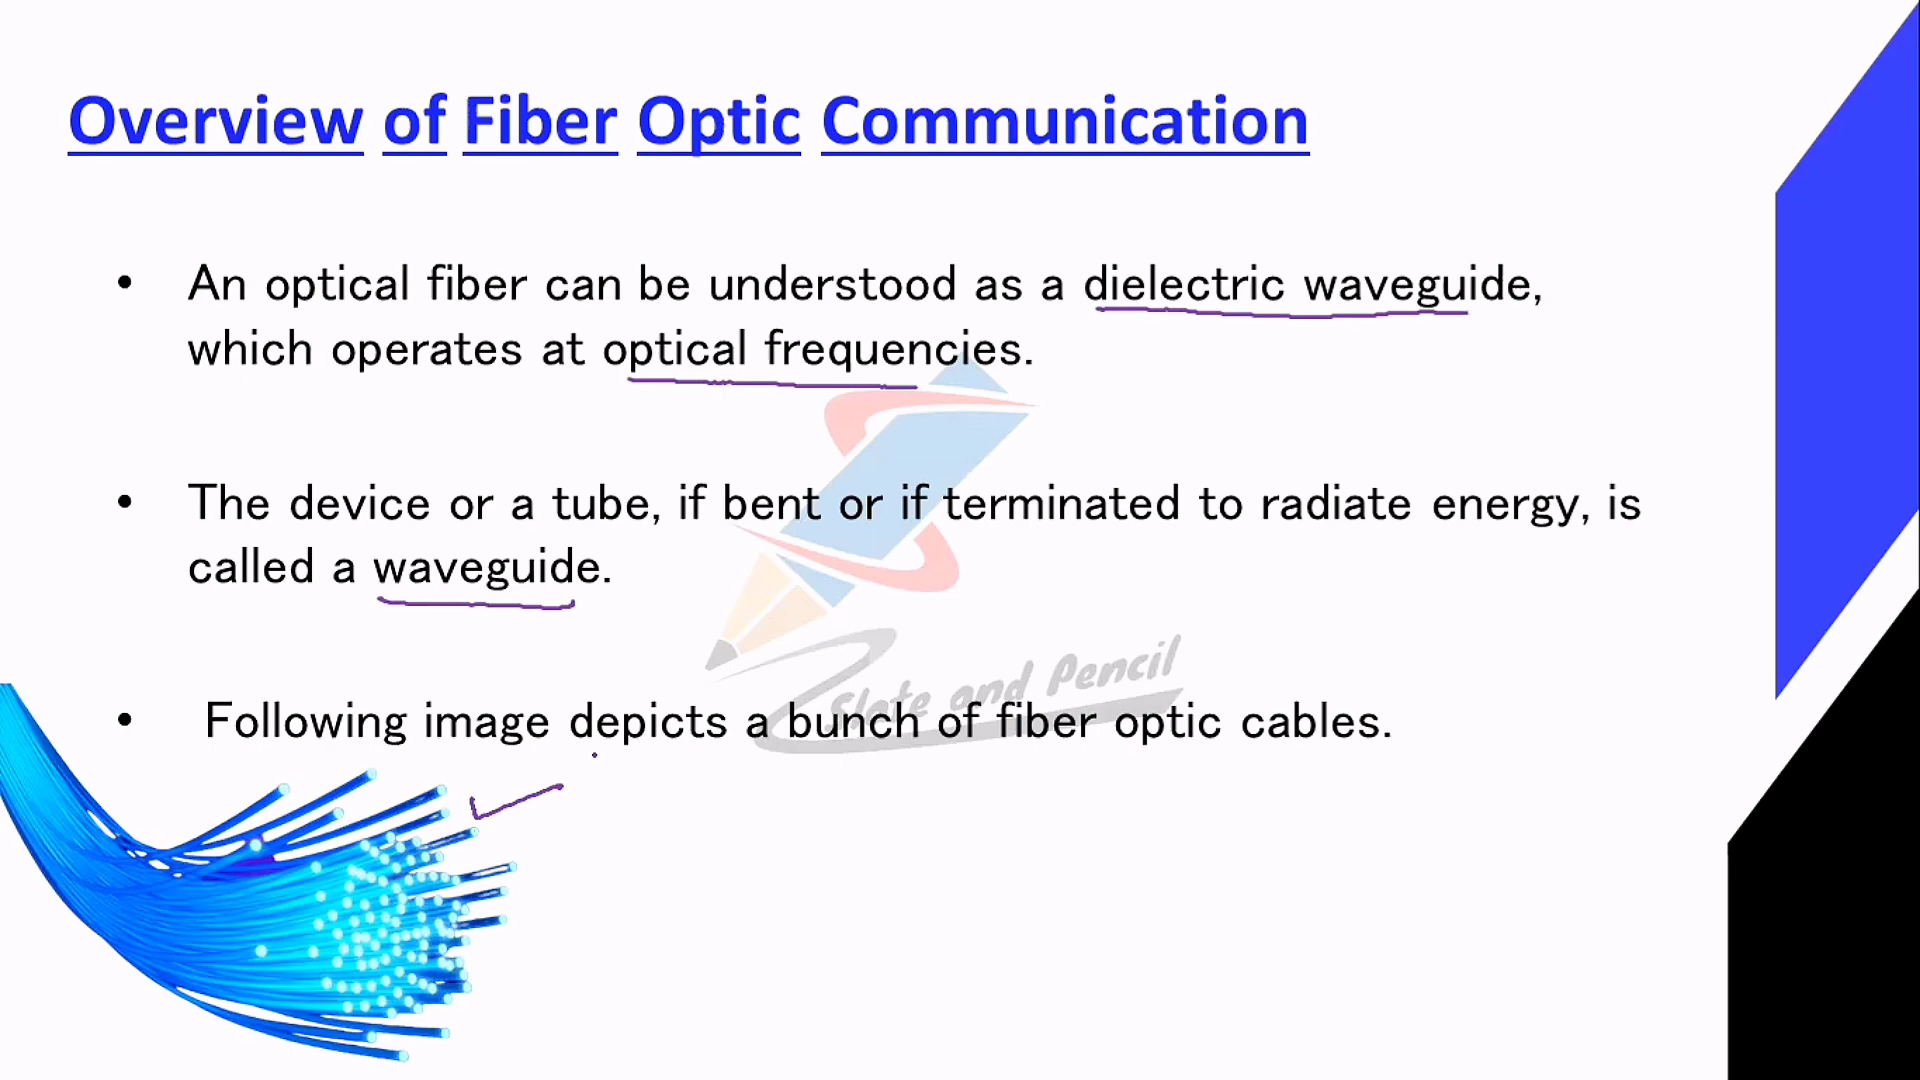 Overview of Fiber Optic Communication
• An optical fiber can be understood as a dielectric waveguide,
which operates at optical frequencies.
• The device or a tube, if bent or if terminated to radiate energy, is
called a waveguide.
Slate and Pencil
• Following image depicts a bunch of fiber optic cables.